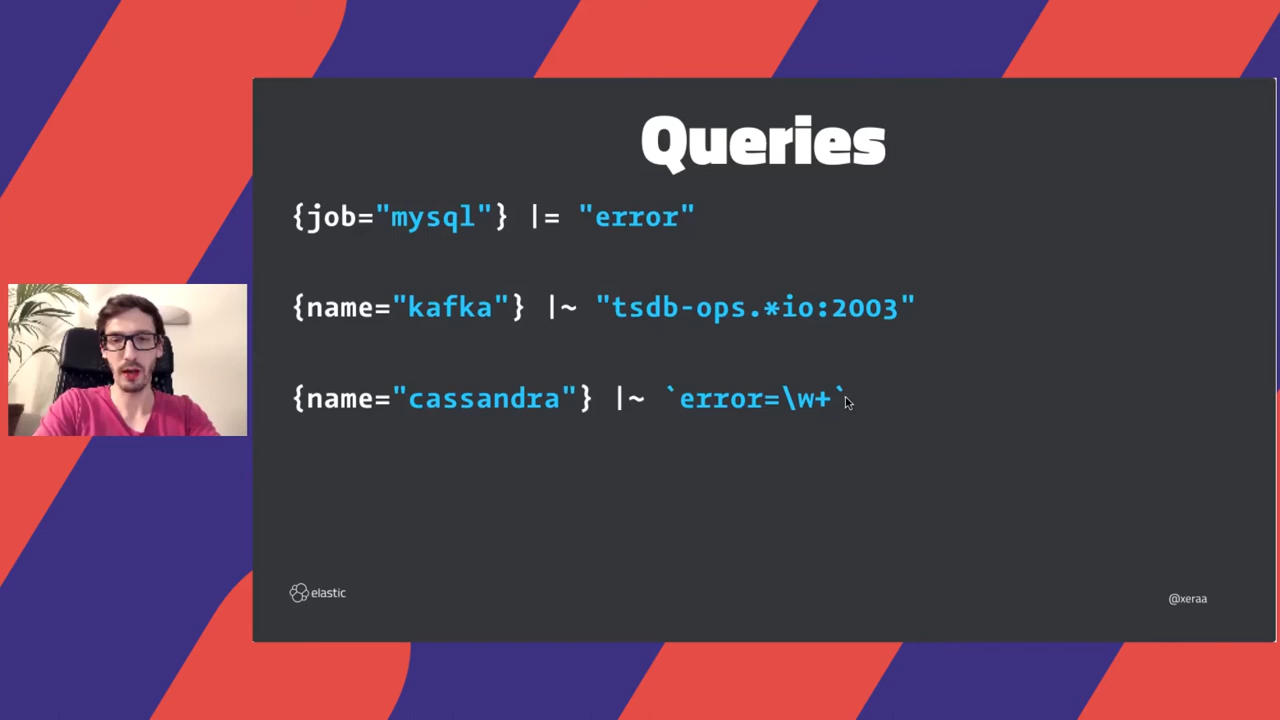 Queries
{job="mysql"} |= "error"
{name="kafka"} |~ "tsdb-ops.*io:2003"
{name="cassandra"} |~ `error=\w+`
elastic
@xeraa